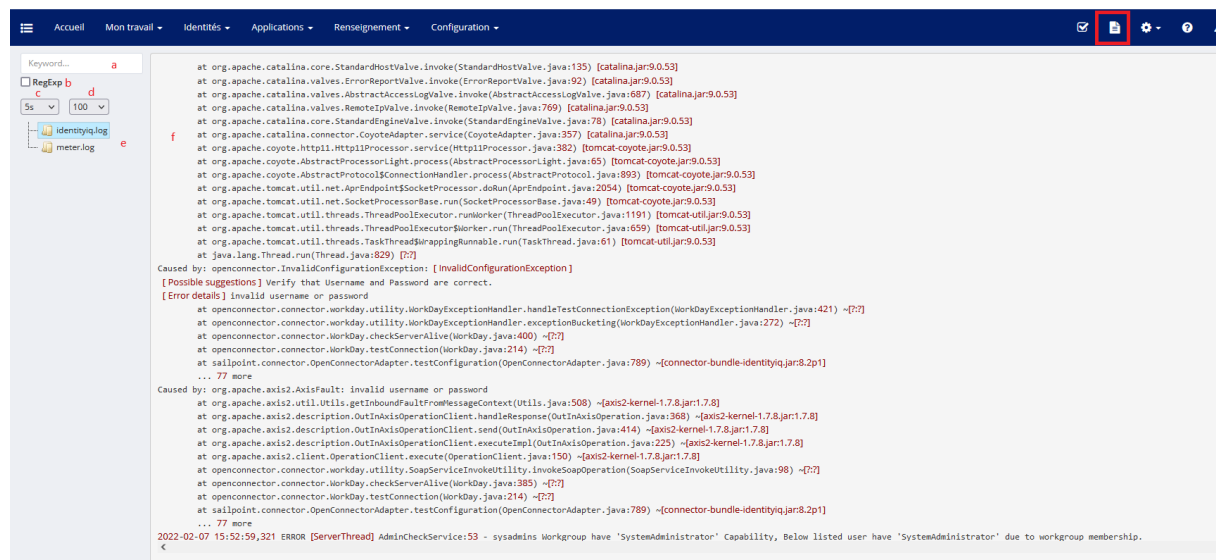 Accueil Mon travail Identités Applications Renseignement Configuration
Keyword... a
RegExp b
c d
5s 100
identityiq.log
meter.log e
f
at org.apache.catalina.core.StandardHostValve.invoke(StandardHostValve.java:135) [catalina.jar:9.0.53]
at org.apache.catalina.valves.ErrorReportValve.invoke(ErrorReportValve.java:92) [catalina.jar:9.0.53]
at org.apache.catalina.valves.AbstractAccessLogValve.invoke(AbstractAccessLogValve.java:687) [catalina.jar:9.0.53]
at org.apache.catalina.valves.RemoteIpValve.invoke(RemoteIpValve.java:769) [catalina.jar:9.0.53]
at org.apache.catalina.core.StandardEngineValve.invoke(StandardEngineValve.java:78) [catalina.jar:9.0.53]
at org.apache.catalina.connector.CoyoteAdapter.service(CoyoteAdapter.java:357) [catalina.jar:9.0.53]
at org.apache.coyote.http11.Http11Processor.service(Http11Processor.java:382) [tomcat-coyote.jar:9.0.53]
at org.apache.coyote.AbstractProcessorLight.process(AbstractProcessorLight.java:65) [tomcat-coyote.jar:9.0.53]
at org.apache.coyote.AbstractProtocol$ConnectionHandler.process(AbstractProtocol.java:893) [tomcat-coyote.jar:9.0.53]
at org.apache.tomcat.util.net.AprEndpoint$SocketProcessor.doRun(AprEndpoint.java:2054) [tomcat-coyote.jar:9.0.53]
at org.apache.tomcat.util.net.SocketProcessorBase.run(SocketProcessorBase.java:49) [tomcat-coyote.jar:9.0.53]
at org.apache.tomcat.util.threads.ThreadPoolExecutor.runWorker(ThreadPoolExecutor.java:1191) [tomcat-util.jar:9.0.53]
at org.apache.tomcat.util.threads.ThreadPoolExecutor$Worker.run(ThreadPoolExecutor.java:659) [tomcat-util.jar:9.0.53]
at org.apache.tomcat.util.threads.TaskThread$WrappingRunnable.run(TaskThread.java:61) [tomcat-util.jar:9.0.53]
at java.lang.Thread.run(Thread.java:829) [?:?]
Caused by: openconnector.InvalidConfigurationException: [ InvalidConfigurationException ]
[ Possible suggestions ] Verify that Username and Password are correct.
[ Error details ] invalid username or password
at openconnector.connector.workday.utility.WorkDayExceptionHandler.handleTestConnectionException(WorkDayExceptionHandler.java:421) ~[?:?]
at openconnector.connector.workday.utility.WorkDayExceptionHandler.exceptionBucketing(WorkDayExceptionHandler.java:272) ~[?:?]
at openconnector.connector.WorkDay.checkServerAlive(WorkDay.java:400) ~[?:?]
at openconnector.connector.WorkDay.testConnection(WorkDay.java:214) ~[?:?]
at sailpoint.connector.OpenConnectorAdapter.testConfiguration(OpenConnectorAdapter.java:789) ~[connector-bundle-identityiq.jar:8.2p1]
... 77 more
Caused by: org.apache.axis2.AxisFault: invalid username or password
at org.apache.axis2.util.Utils.getInboundFaultFromMessageContext(Utils.java:508) ~[axis2-kernel-1.7.8.jar:1.7.8]
at org.apache.axis2.description.OutInAxisOperationClient.handleResponse(OutInAxisOperation.java:368) ~[axis2-kernel-1.7.8.jar:1.7.8]
at org.apache.axis2.description.OutInAxisOperationClient.send(OutInAxisOperation.java:414) ~[axis2-kernel-1.7.8.jar:1.7.8]
at org.apache.axis2.description.OutInAxisOperationClient.executeImpl(OutInAxisOperation.java:225) ~[axis2-kernel-1.7.8.jar:1.7.8]
at org.apache.axis2.client.OperationClient.execute(OperationClient.java:150) ~[axis2-kernel-1.7.8.jar:1.7.8]
at openconnector.connector.workday.utility.SoapServiceInvokeUtility.invokeSoapOperation(SoapServiceInvokeUtility.java:98) ~[?:?]
at openconnector.connector.WorkDay.checkServerAlive(WorkDay.java:385) ~[?:?]
at openconnector.connector.WorkDay.testConnection(WorkDay.java:214) ~[?:?]
at sailpoint.connector.OpenConnectorAdapter.testConfiguration(OpenConnectorAdapter.java:789) ~[connector-bundle-identityiq.jar:8.2p1]
... 77 more
2022-02-07 15:52:59,321 ERROR [ServerThread] AdminCheckService:53 - sysadmins Workgroup have 'SystemAdministrator' Capability, Below listed user have 'SystemAdministrator' due to workgroup membership.